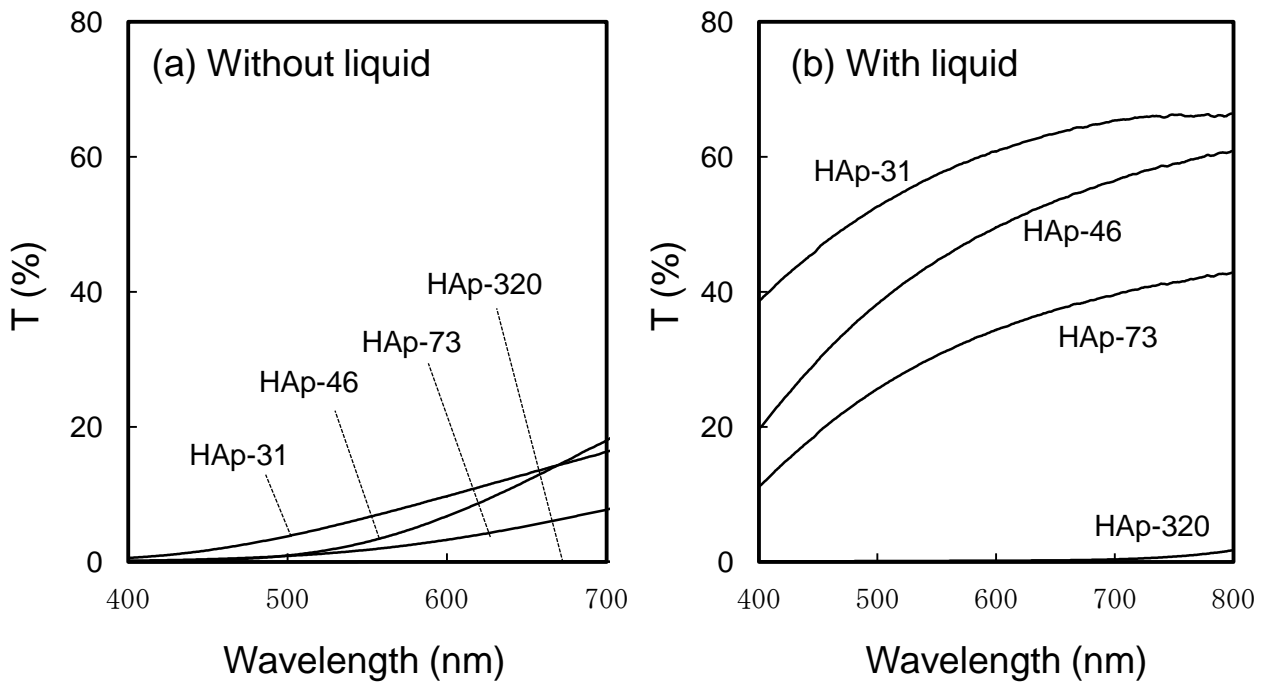 (a) Without liquid
80
60
40
20
0
T (%)
HAp-320
HAp-73
HAp-46
HAp-31
400 500 600 700
Wavelength (nm)
(b) With liquid
80
60
40
20
0
T (%)
HAp-31
HAp-46
HAp-73
HAp-320
400 500 600 700 800
Wavelength (nm)